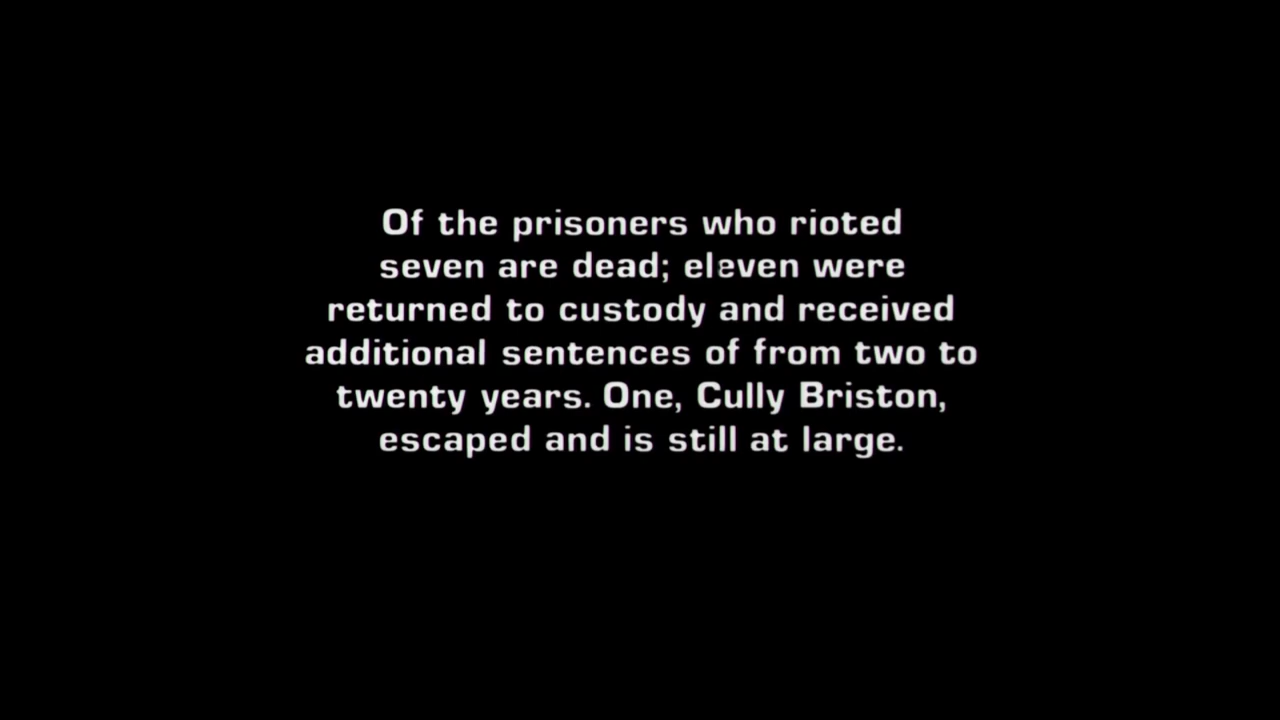 Of the prisoners who rioted
seven are dead; eleven were
returned to custody and received
additional sentences of from two to
twenty years. One, Cully Briston,
escaped and is still at large.